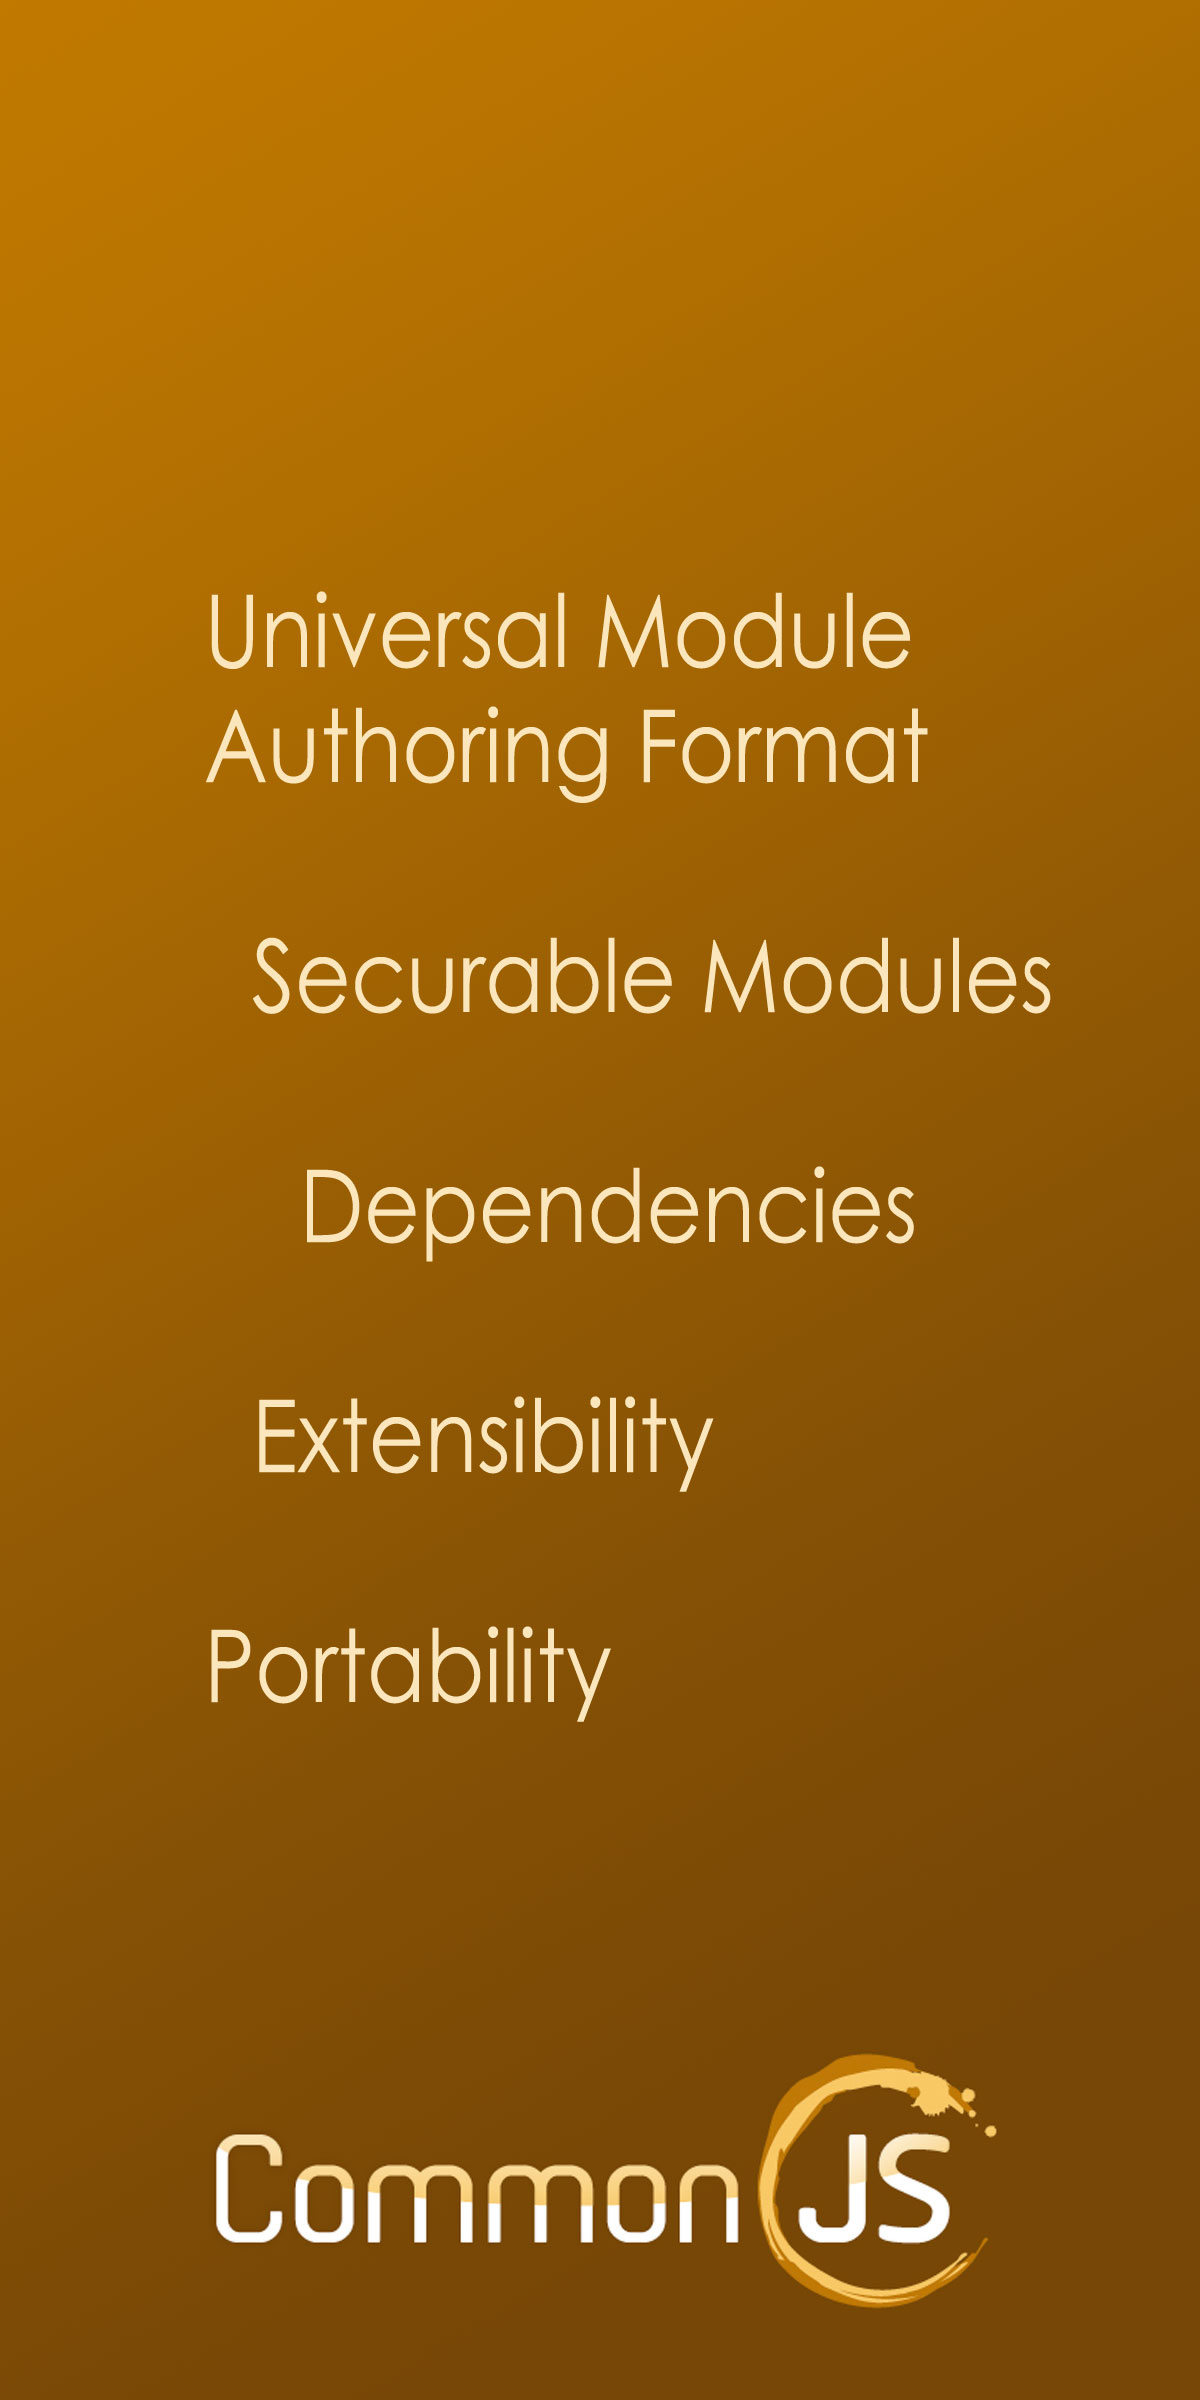 Universal Module
Authoring Format
Securable Modules
Dependencies
Extensibility
Portability
CommonJS